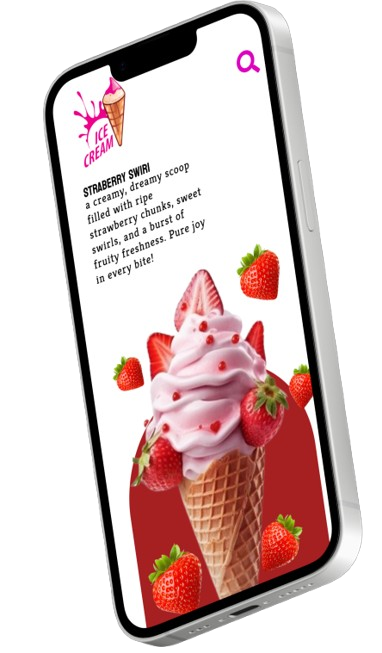 ICE
CREAM
STRABERRY SWIRI
a creamy, dreamy scoop
filled with ripe
strawberry chunks, sweet
swirls, and a burst of
fruity freshness. Pure joy
in every bite!